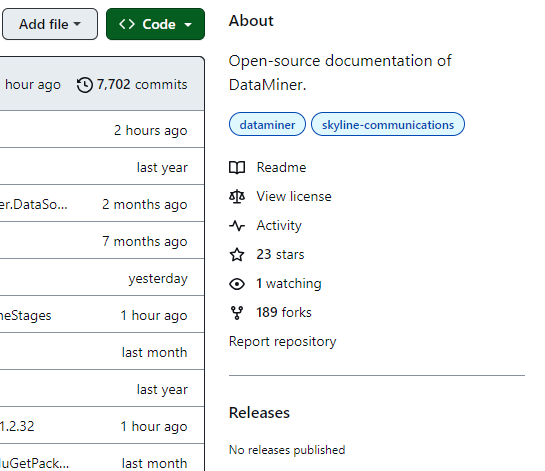 Add file
Code
hour ago
7,702 commits
2 hours ago
last year
er.DataSo...
2 months ago
7 months ago
yesterday
neStages
1 hour ago
last month
last year
1.2.32
1 hour ago
uGetPack...
last month
About
Open-source documentation of
DataMiner.
dataminer
skyline-communications
Readme
View license
Activity
23 stars
1 watching
189 forks
Report repository
Releases
No releases published